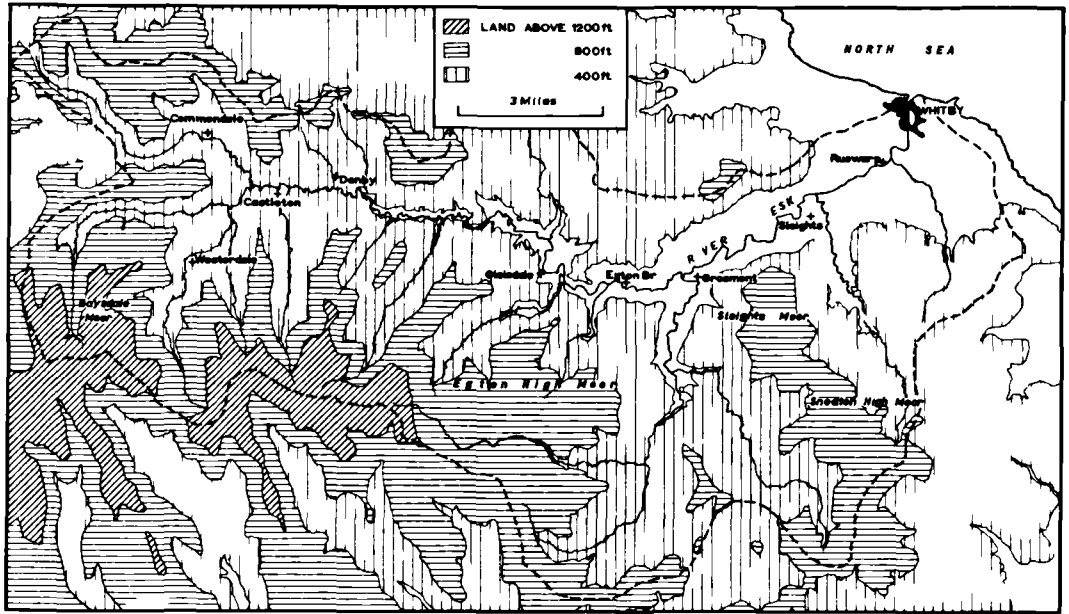 LAND ABOVE 1200ft.
800ft.
400ft.
3 Miles
NORTH SEA
WHITBY
Ruswarp
Commondale
Danby
Castleton
RIVER ESK
Sleights
Westerdale
Glaisdale
Egton Br
Grosmont
Baysdale
Moor
Sleights Moor
Egton High Moor
Sneaton High Moor